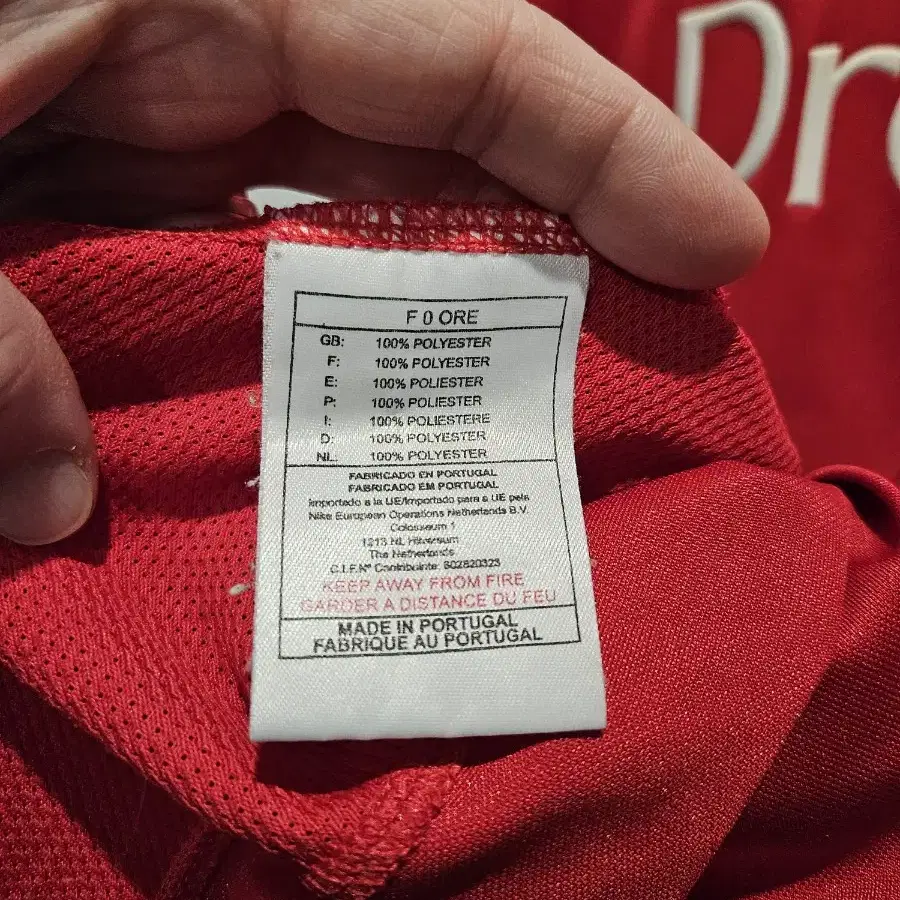 Dr
F 0 ORE
GB: 100% POLYESTER
F: 100% POLYESTER
E: 100% POLIESTER
P: 100% POLIESTER
I: 100% POLIESTERE
D: 100% POLYESTER
NL: 100% POLYESTER
FABRICADO EN PORTUGAL
FABRICADO EM PORTUGAL
Importado a la UE/Importado para a UE pela
Nike European Operations Netherlands B.V.
Colosseum 1
1213 NL Hilversum
The Netherlands
C.I.F.Nº Contribuinte: 802820323
KEEP AWAY FROM FIRE
GARDER A DISTANCE DU FEU
MADE IN PORTUGAL
FABRIQUE AU PORTUGAL